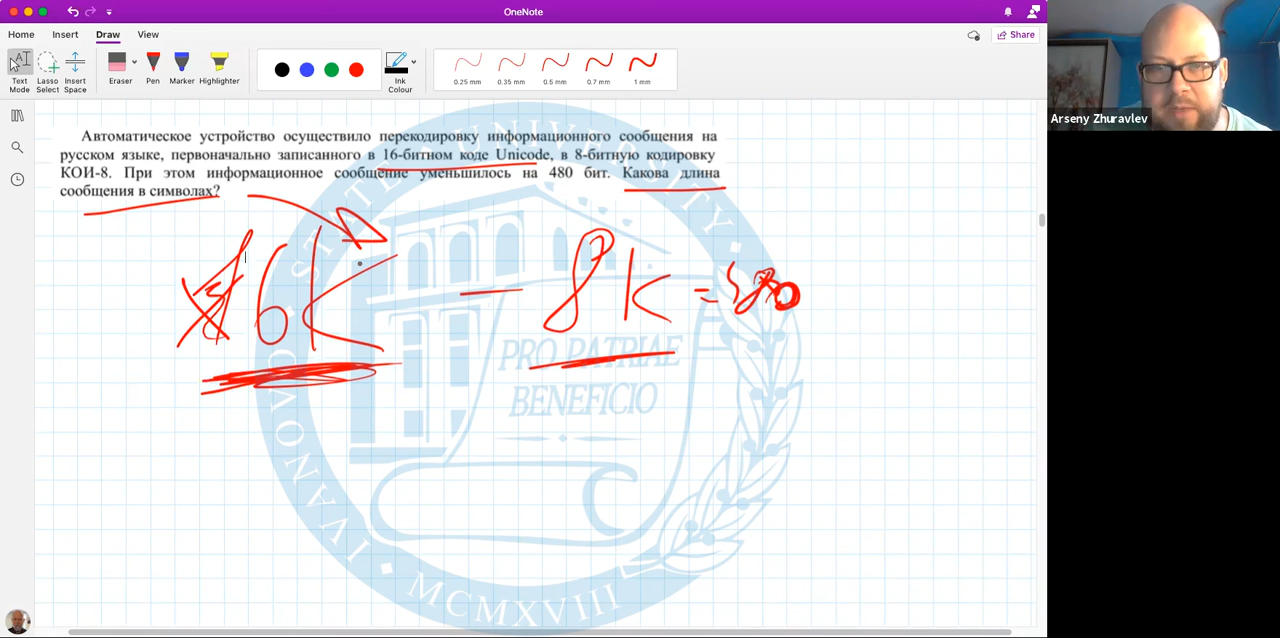 OneNote
Home Insert Draw View
Share
Text Mode
Lasso Select
Insert Space
Eraser
Pen
Marker
Highlighter
Ink Colour
0.25 mm
0.35 mm
0.5 mm
0.7 mm
1 mm
Arseny Zhuravlev
Автоматическое устройство осуществило перекодировку информационного сообщения на
русском языке, первоначально записанного в 16-битном коде Unicode, в 8-битную кодировку
КОИ-8. При этом информационное сообщение уменьшилось на 480 бит. Какова длина
сообщения в символах?
16k — 8k = 480
IVANOVO STATE UNIVERSITY
PRO PATRIAE
BENEFICIO
MCMXVIII